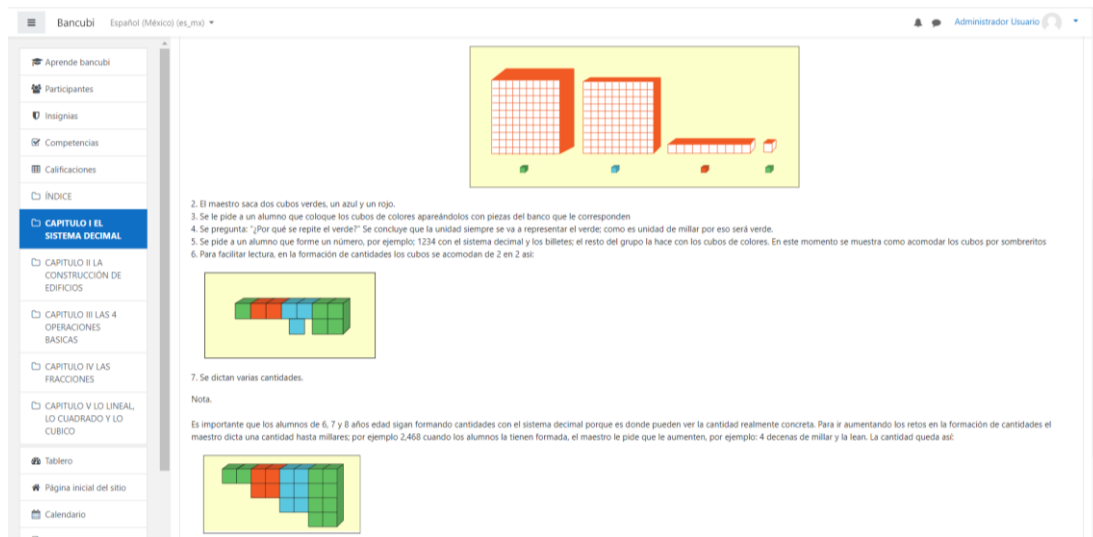 Bancubi Español (México) (es_mx) Administrador Usuario
Aprende bancubi
Participantes
Insignias
Competencias
Calificaciones
ÍNDICE
CAPITULO I EL
SISTEMA DECIMAL
CAPITULO II LA
CONSTRUCCIÓN DE
EDIFICIOS
CAPITULO III LAS 4
OPERACIONES
BASICAS
CAPITULO IV LAS
FRACCIONES
CAPITULO V LO LINEAL,
LO CUADRADO Y LO
CUBICO
Tablero
Página inicial del sitio
Calendario
2. El maestro saca dos cubos verdes, un azul y un rojo.
3. Se le pide a un alumno que coloque los cubos de colores apareándolos con piezas del banco que le corresponden
4. Se pregunta: "¿Por qué se repite el verde?" Se concluye que la unidad siempre se va a representar el verde; como es unidad de millar por eso será verde.
5. Se pide a un alumno que forme un número, por ejemplo; 1234 con el sistema decimal y los billetes; el resto del grupo la hace con los cubos de colores. En este momento se muestra como acomodar los cubos por sombreritos
6. Para facilitar lectura, en la formación de cantidades los cubos se acomodan de 2 en 2 asi:
7. Se dictan varias cantidades.
Nota.
Es importante que los alumnos de 6, 7 y 8 años edad sigan formando cantidades con el sistema decimal porque es donde pueden ver la cantidad realmente concreta. Para ir aumentando los retos en la formación de cantidades el
maestro dicta una cantidad hasta millares; por ejemplo 2,468 cuando los alumnos la tienen formada, el maestro le pide que le aumenten, por ejemplo: 4 decenas de millar y la lean. La cantidad queda así: